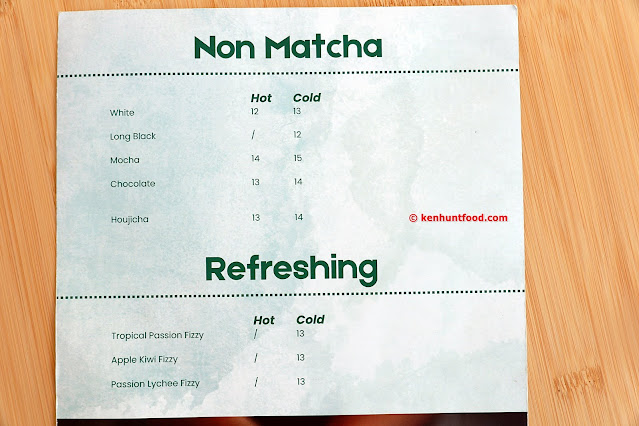 Non Matcha
Hot Cold
White 12 13
Long Black / 12
Mocha 14 15
Chocolate 13 14
Houjicha 13 14
© kenhuntfood.com
Refreshing
Hot Cold
Tropical Passion Fizzy / 13
Apple Kiwi Fizzy / 13
Passion Lychee Fizzy / 13